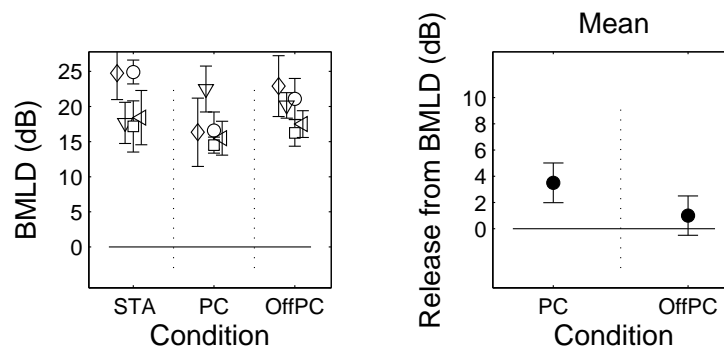 BMLD (dB)
25
20
15
10
5
0
STA PC OffPC
Condition
Mean
Release from BMLD (dB)
10
8
6
4
2
0
PC OffPC
Condition